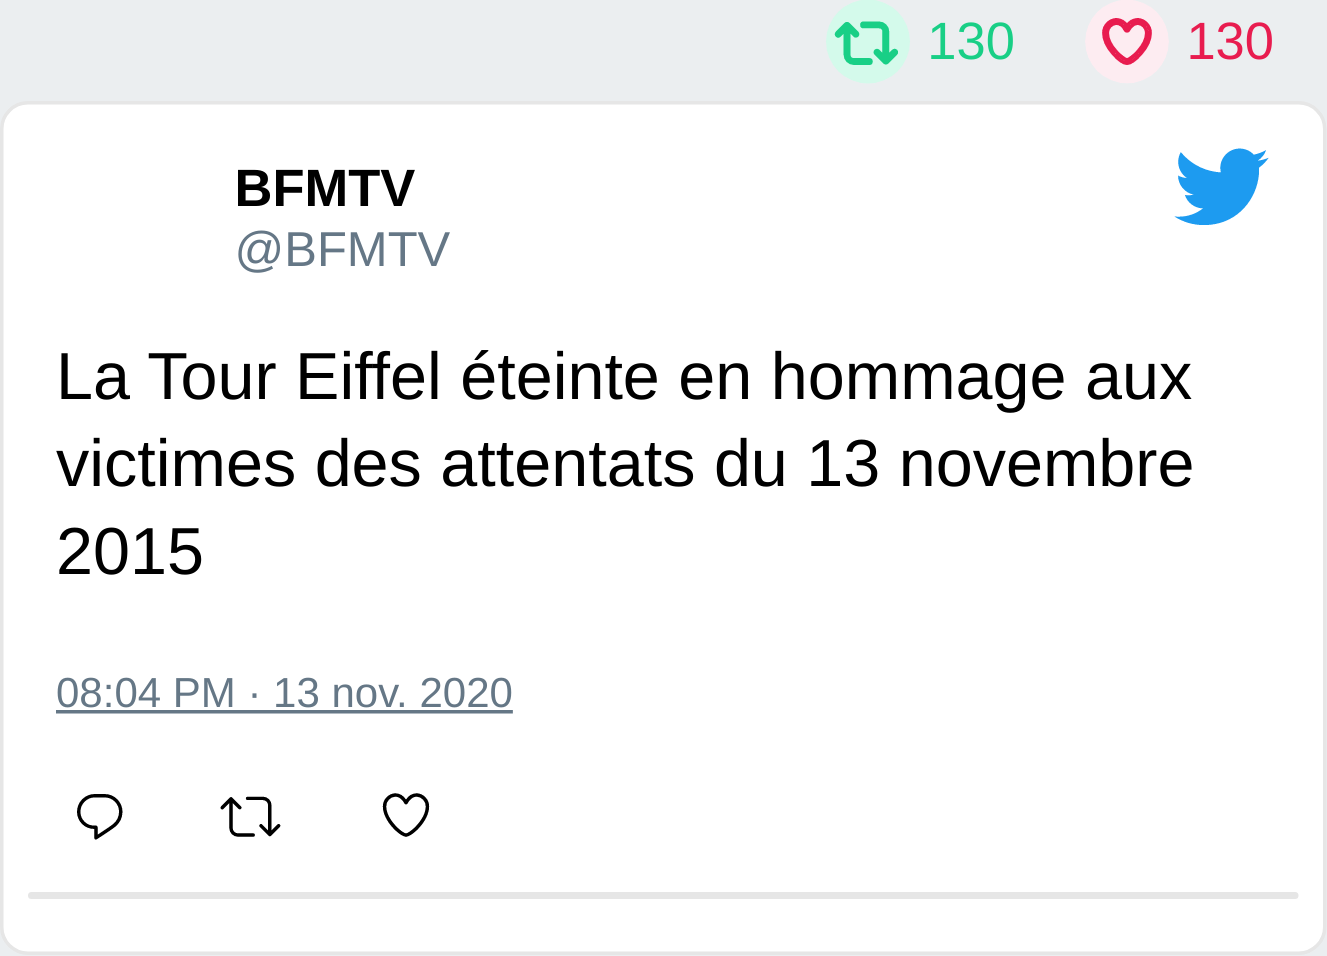 130 130
BFMTV
@BFMTV
La Tour Eiffel éteinte en hommage aux
victimes des attentats du 13 novembre
2015
08:04 PM · 13 nov. 2020